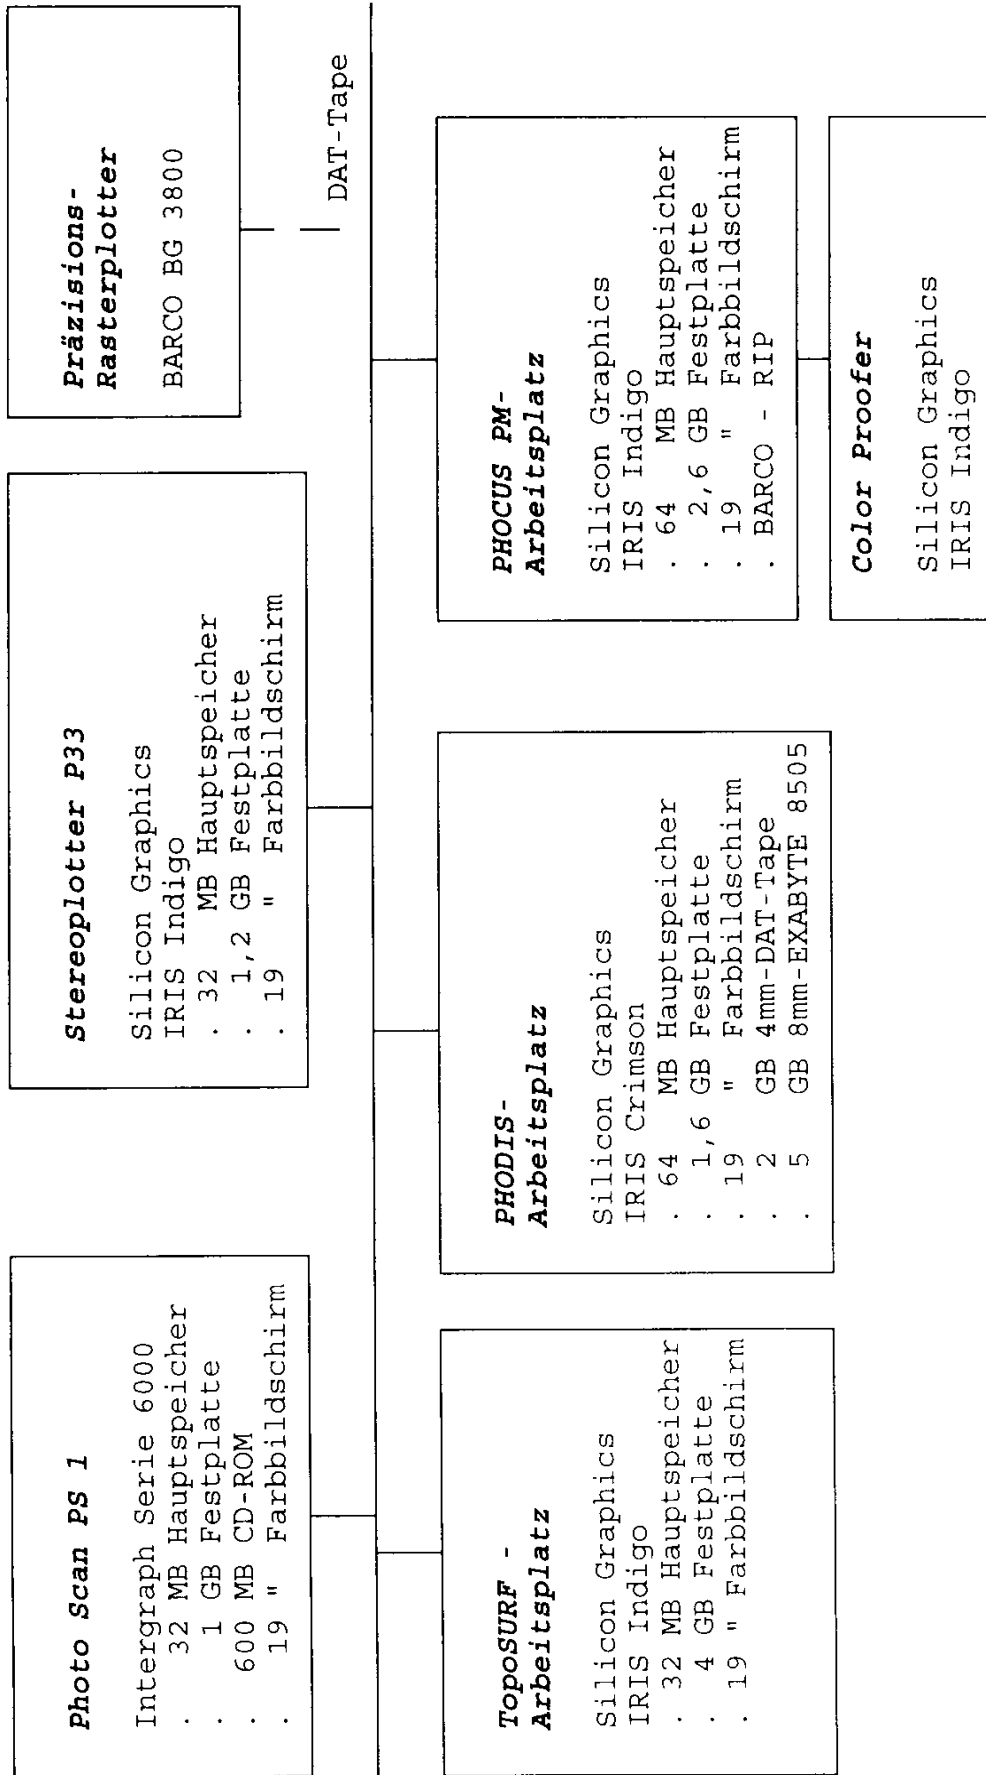 Photo Scan PS 1
Intergraph Serie 6000
. 32 MB Hauptspeicher
. 1 GB Festplatte
. 600 MB CD-ROM
. 19 " Farbbildschirm
Stereoplotter P33
Silicon Graphics
IRIS Indigo
. 32 MB Hauptspeicher
. 1,2 GB Festplatte
. 19 " Farbbildschirm
Präzisions-
Rasterplotter
BARCO BG 3800
DAT-Tape
TopoSURF -
Arbeitsplatz
Silicon Graphics
IRIS Indigo
. 32 MB Hauptspeicher
. 4 GB Festplatte
. 19 " Farbbildschirm
PHODIS-
Arbeitsplatz
Silicon Graphics
IRIS Crimson
. 64 MB Hauptspeicher
. 1,6 GB Festplatte
. 19 " Farbbildschirm
. 2 GB 4mm-DAT-Tape
. 5 GB 8mm-EXABYTE 8505
PHOCUS PM-
Arbeitsplatz
Silicon Graphics
IRIS Indigo
. 64 MB Hauptspeicher
. 2,6 GB Festplatte
. 19 " Farbbildschirm
. BARCO - RIP
Color Proofer
Silicon Graphics
IRIS Indigo